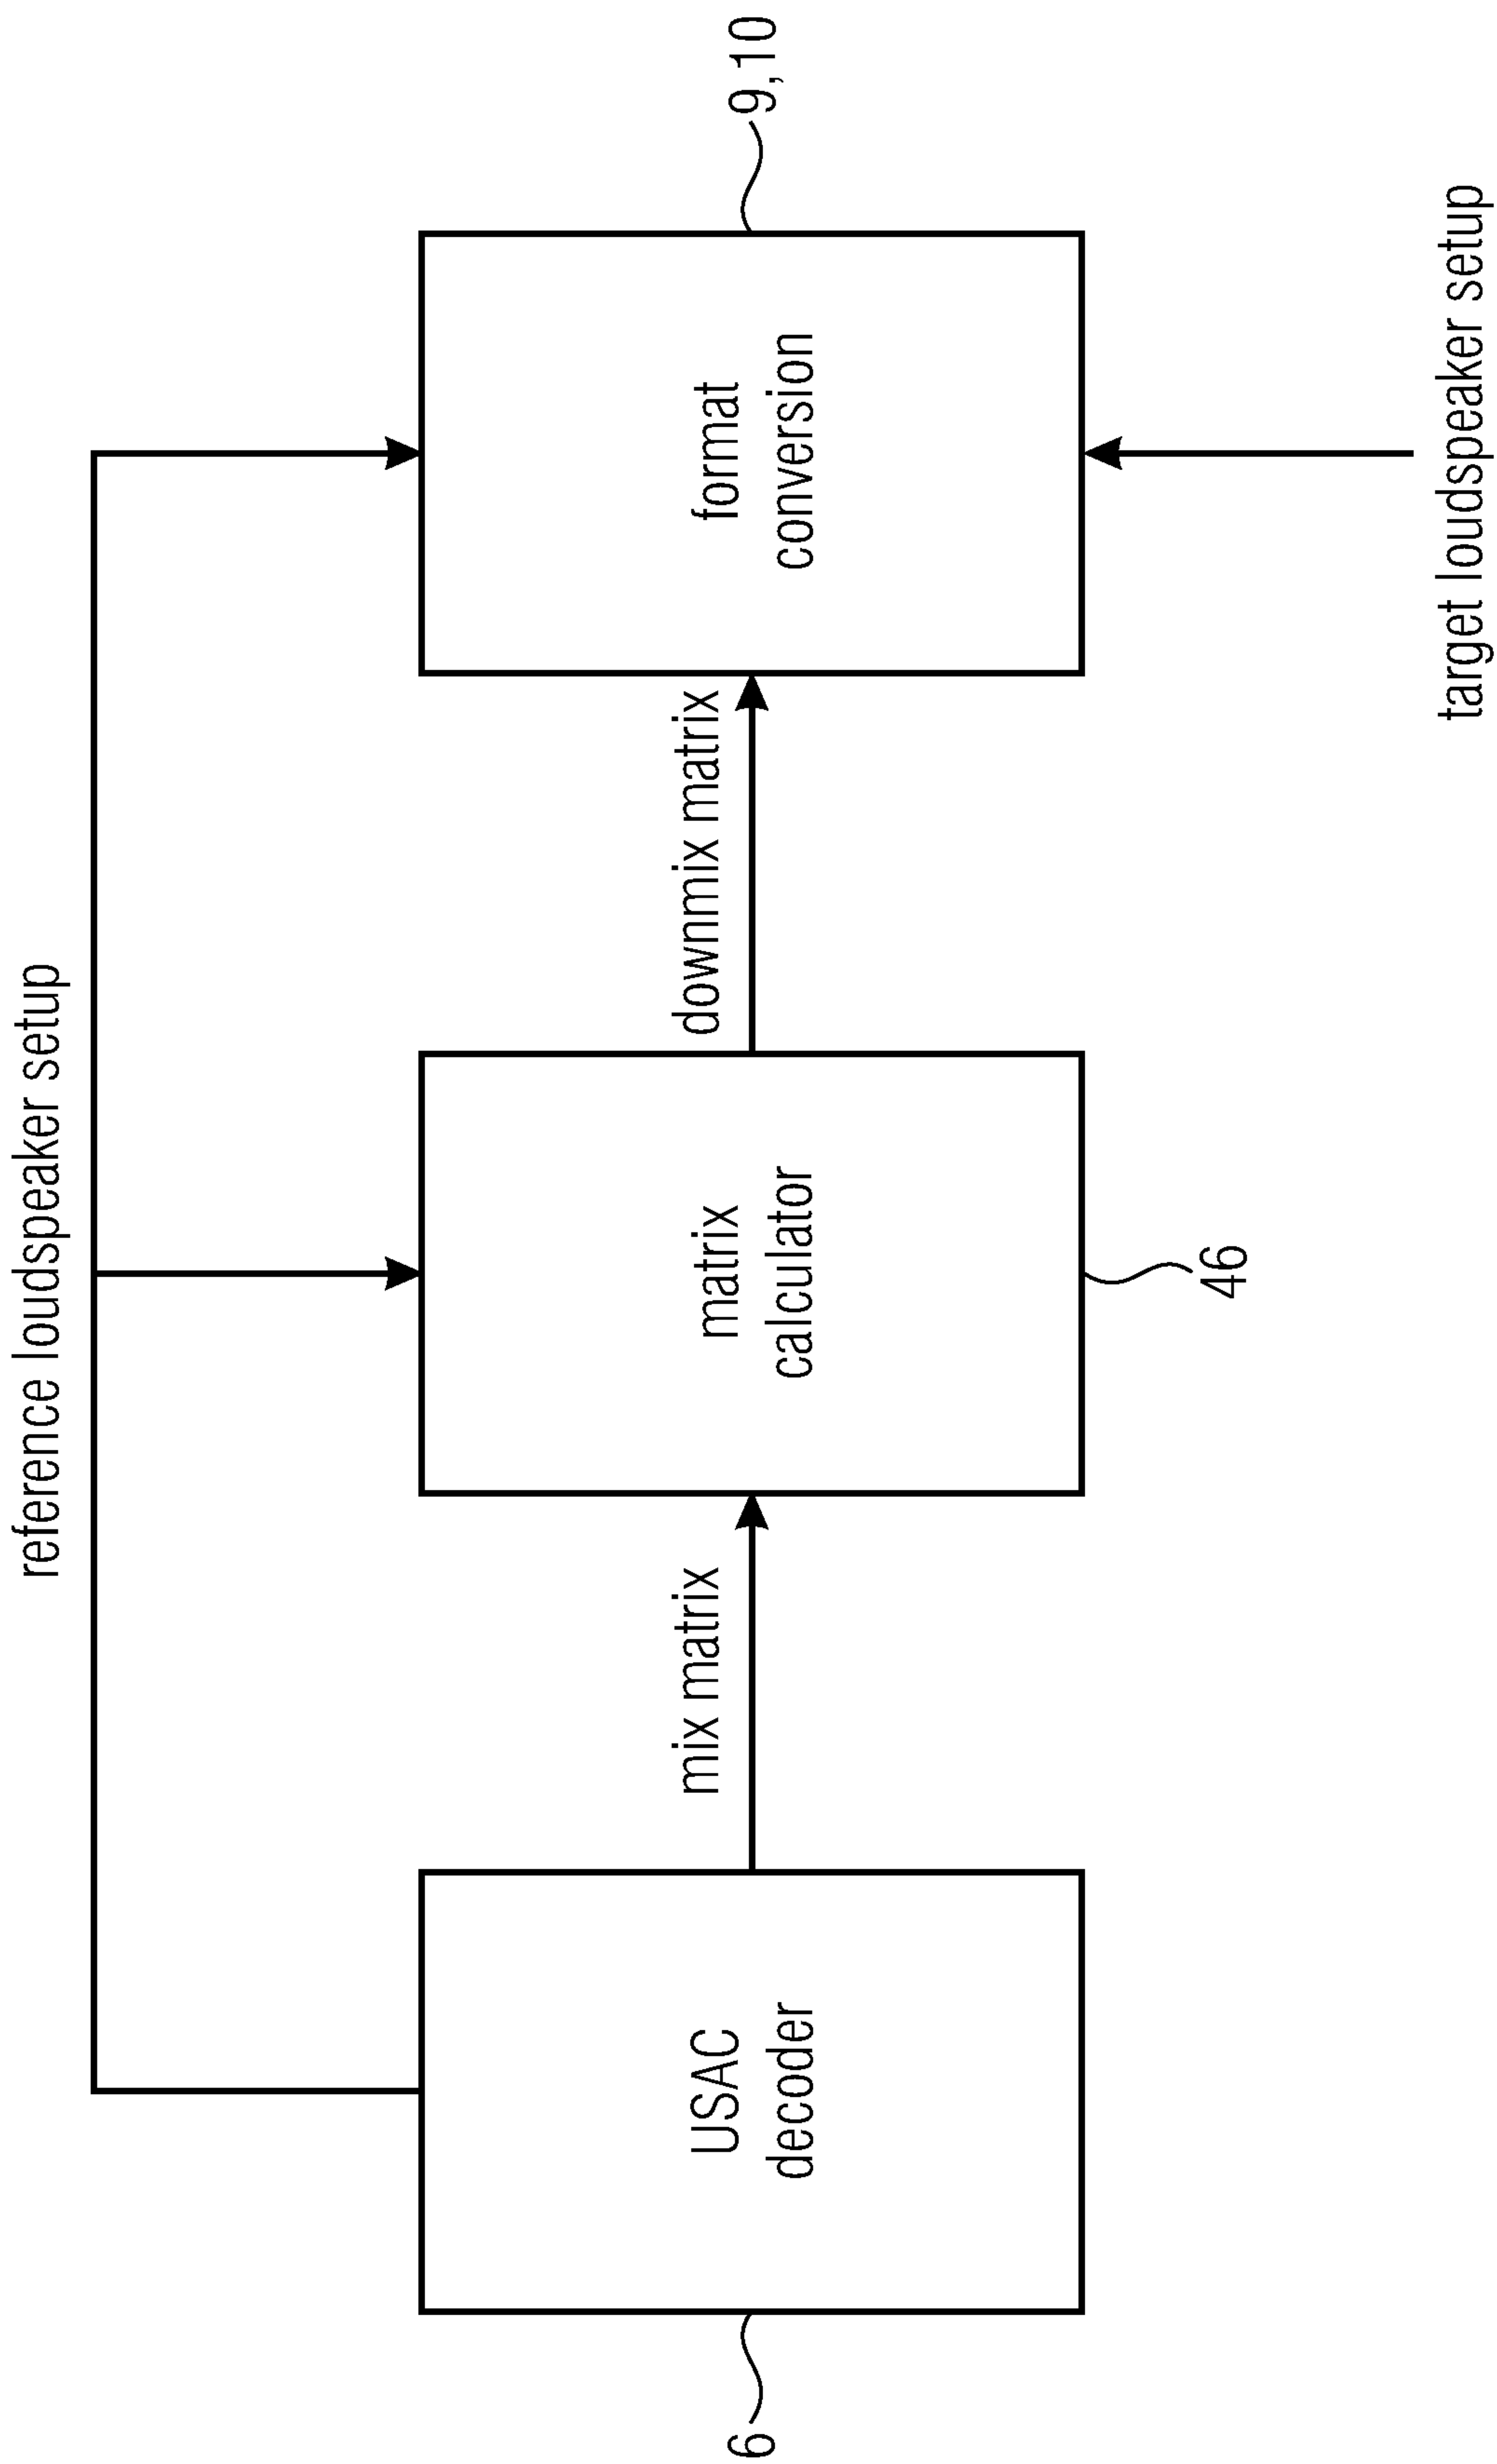 reference loudspeaker setup
6
USAC
decoder
mix matrix
matrix
calculator
46
downmix matrix
format
conversion
9,10
target loudspeaker setup